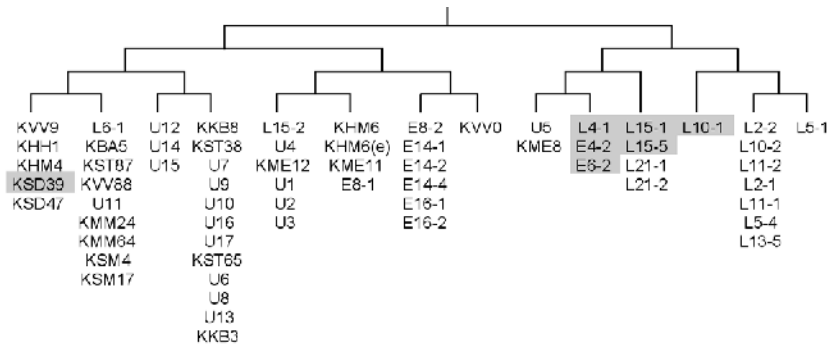 KVV9 L6-1 U12 KKB8 L15-2 KHM6 E8-2 KVV0 U5 L4-1 L15-1 L10-1 L2-2 L5-1
KHH1 KBA5 U14 KST38 U4 KHM6(e) E14-1 KME8 E4-2 L15-5 L10-2
KHM4 KST87 U15 U7 KME12 KME11 E14-2 E6-2 L21-1 L11-2
KSD39 KVV88 U9 U1 E8-1 E14-4 L21-2 L2-1
KSD47 U11 U10 U2 E16-1 L11-1
KMM24 U16 U3 E16-2 L5-4
KMM64 U17 L13-5
KSM4 KST65
KSM17 U6
U8
U13
KKB3